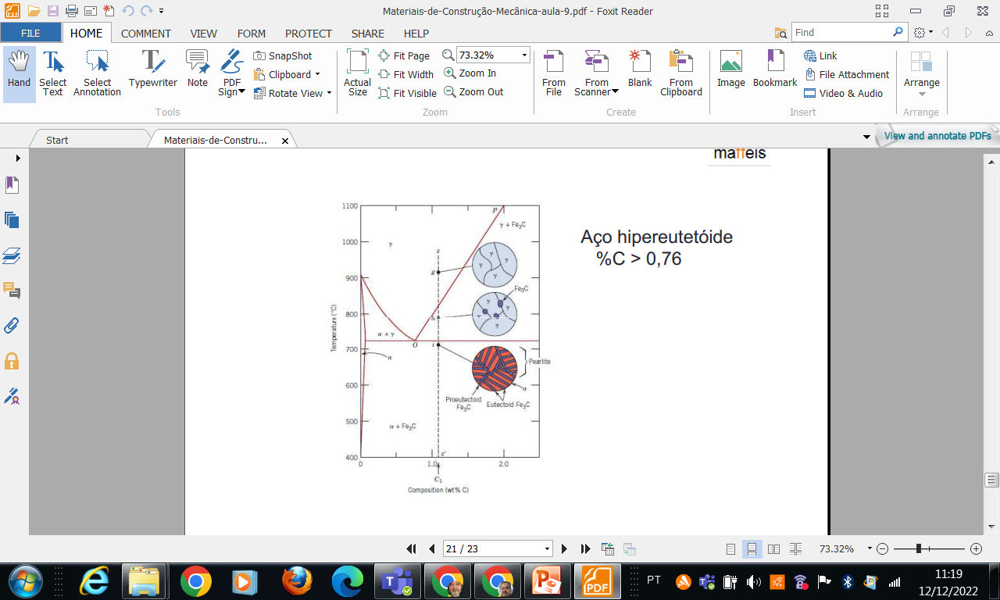 Materiais-de-Construção-Mecânica-aula-9.pdf - Foxit Reader
FILE HOME COMMENT VIEW FORM PROTECT SHARE HELP
Find
Hand
Select Text
Select Annotation
Typewriter
Note
PDF Sign
SnapShot
Clipboard
Rotate View
Tools
Actual Size
Fit Page
Fit Width
Fit Visible
73.32%
Zoom In
Zoom Out
Zoom
From File
From Scanner
Blank
From Clipboard
Create
Image
Bookmark
Link
File Attachment
Video & Audio
Insert
Arrange
Arrange
Start
Materiais-de-Constru...
View and annotate PDFs
maffeis
Aço hipereutetóide
%C > 0,76
1100
1000
900
800
700
600
500
400
Temperature (°C)
P
γ + Fe3C
γ
z
g
γ
γ
γ
γ
Fe3C
γ
γ
γ
γ
h
α + γ
O
i
α
Pearlite
α
Proeutectoid
Fe3C
Eutectoid Fe3C
α + Fe3C
z'
0
1.0
2.0
C1
Composition (wt% C)
21 / 23
73.32%
PT
11:19
12/12/2022